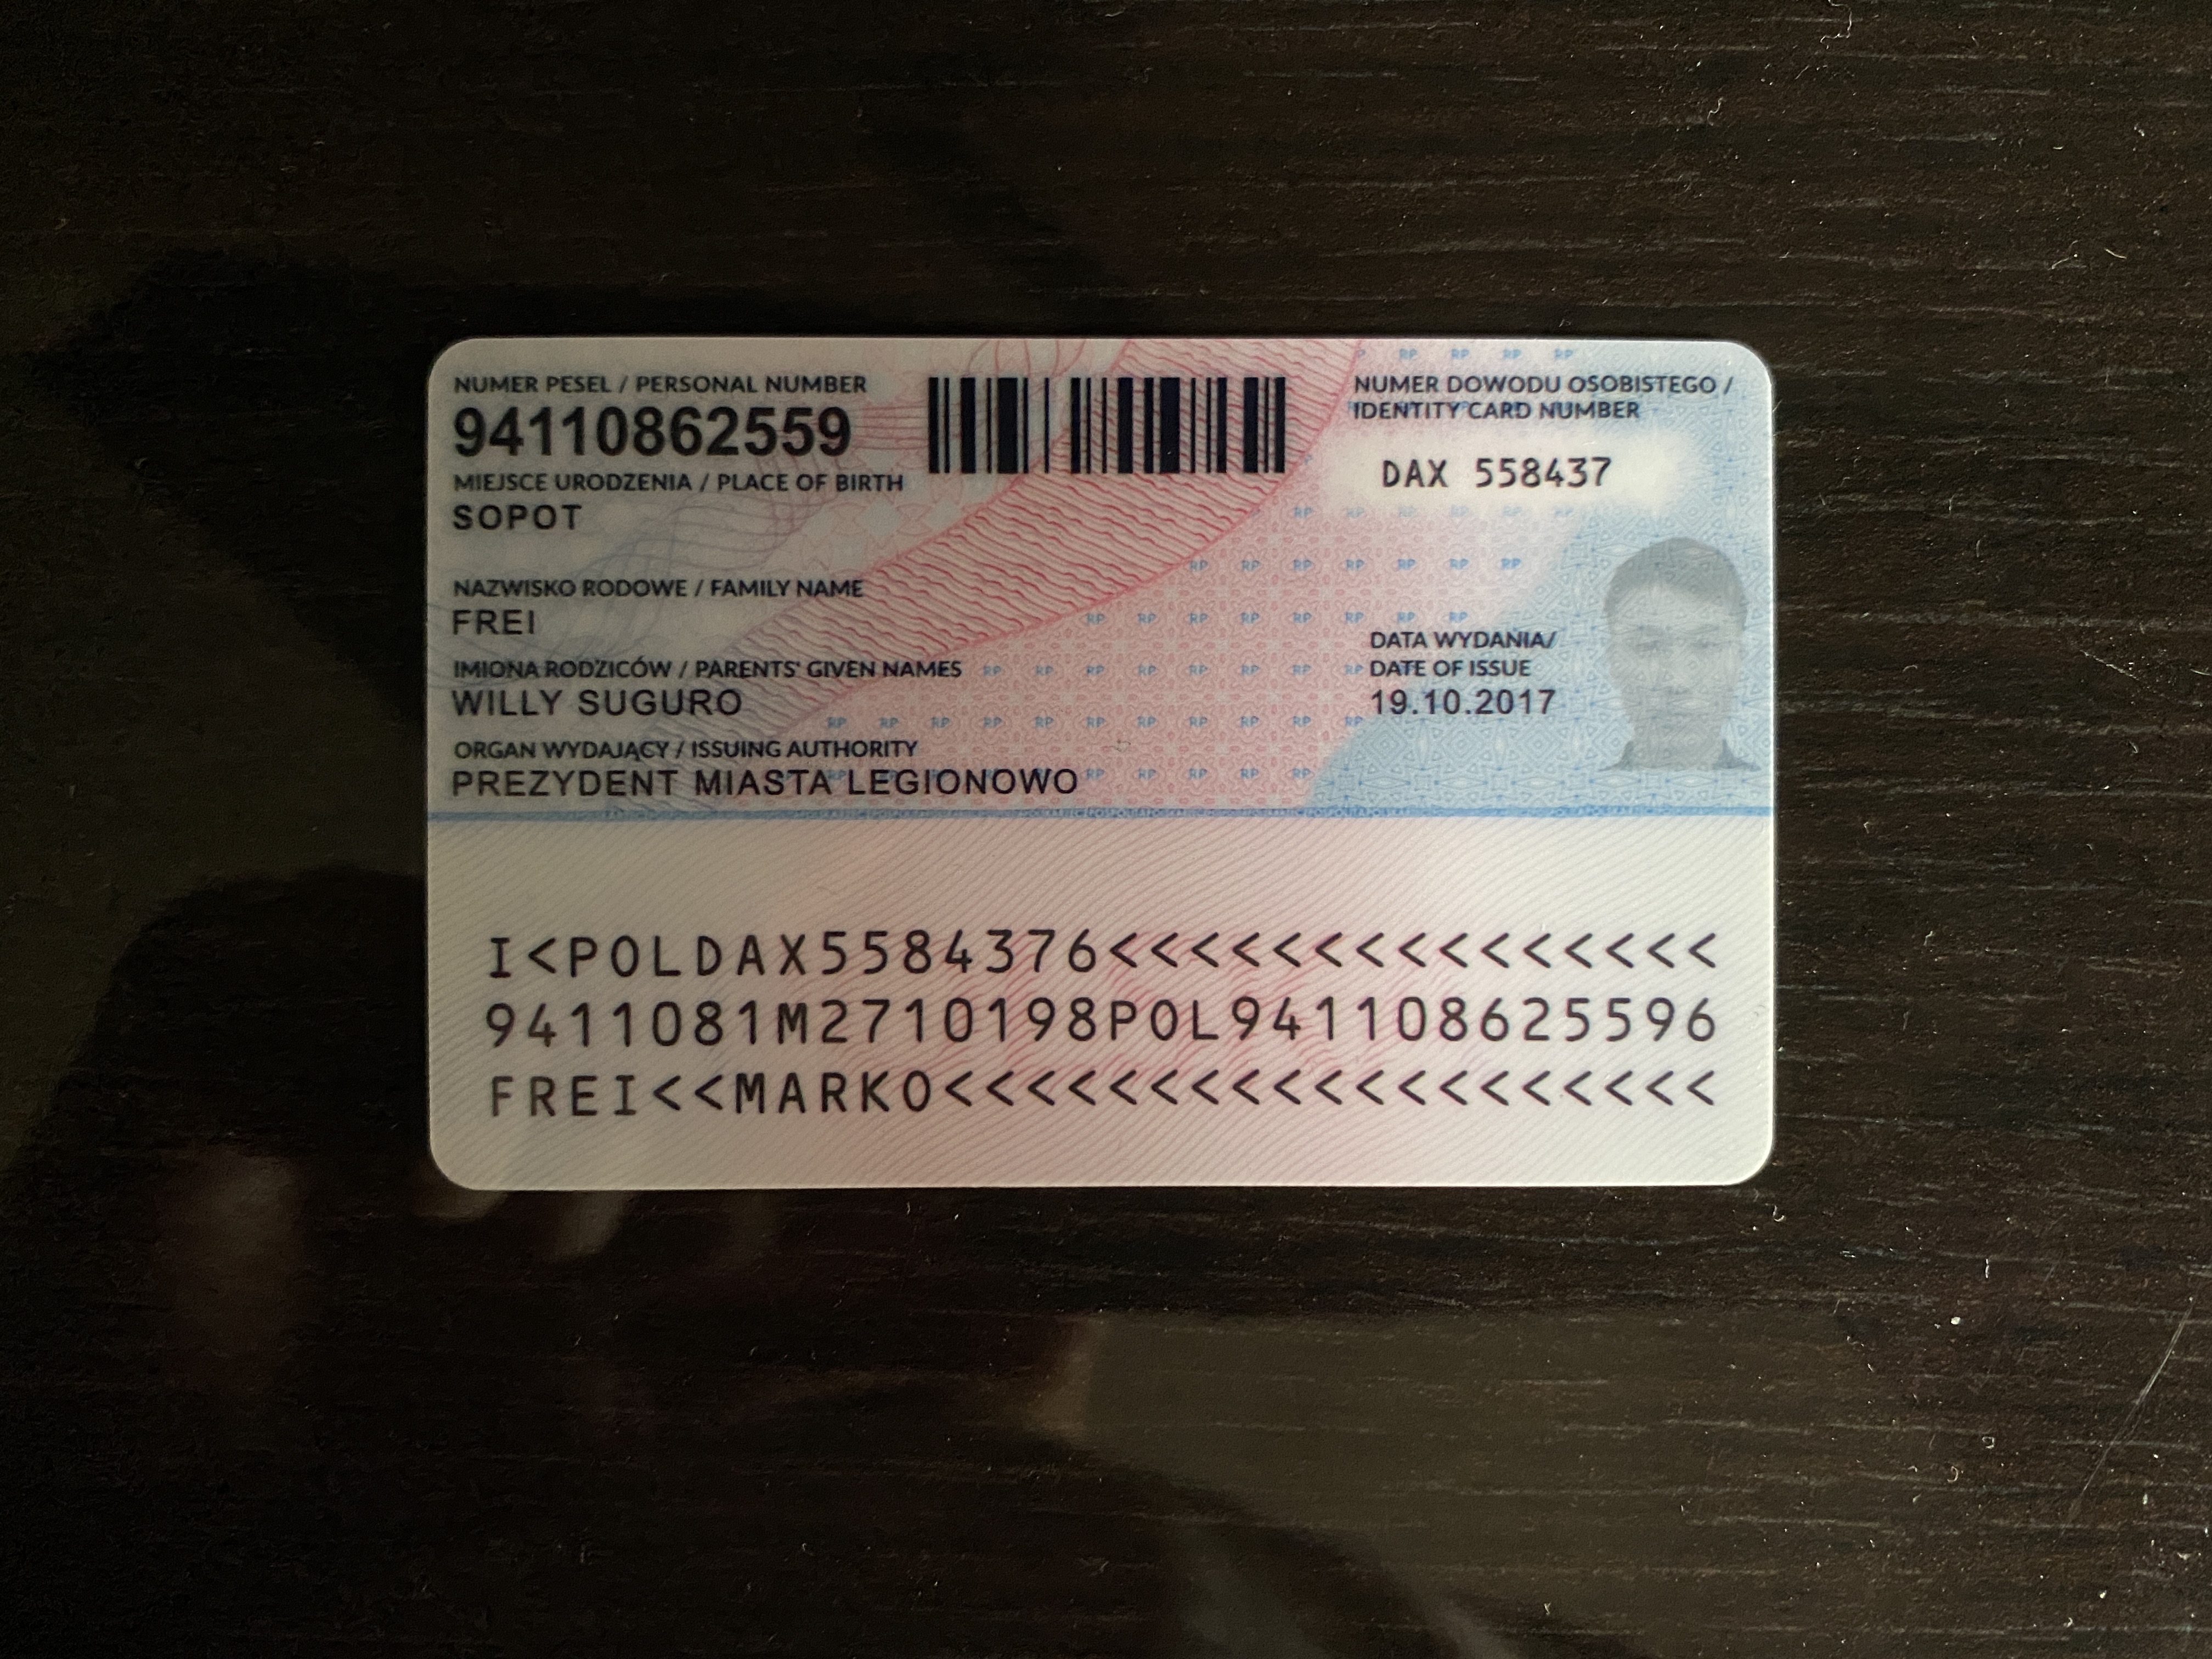 NUMER PESEL / PERSONAL NUMBER
94110862559
MIEJSCE URODZENIA / PLACE OF BIRTH
SOPOT
NAZWISKO RODOWE / FAMILY NAME
FREI
IMIONA RODZICÓW / PARENTS' GIVEN NAMES
WILLY SUGURO
ORGAN WYDAJĄCY / ISSUING AUTHORITY
PREZYDENT MIASTA LEGIONOWO
NUMER DOWODU OSOBISTEGO /
IDENTITY CARD NUMBER
DAX 558437
DATA WYDANIA/
DATE OF ISSUE
19.10.2017
I<POLDAX5584376<<<<<<<<<<<<<<<
9411081M2710198POL941108625596
FREI<<MARKO<<<<<<<<<<<<<<<<<<<